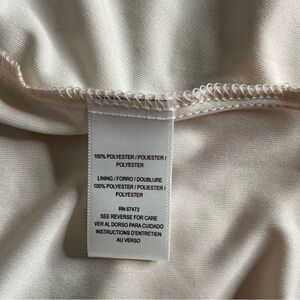 100% POLYESTER / POLIESTER /
POLYESTER
LINING / FORRO / DOUBLURE
100% POLYESTER / POLIESTER /
POLYESTER
RN 67473
SEE REVERSE FOR CARE
VER AL DORSO PARA CUIDADO
INSTRUCTIONS D'ENTRETIEN
AU VERSO